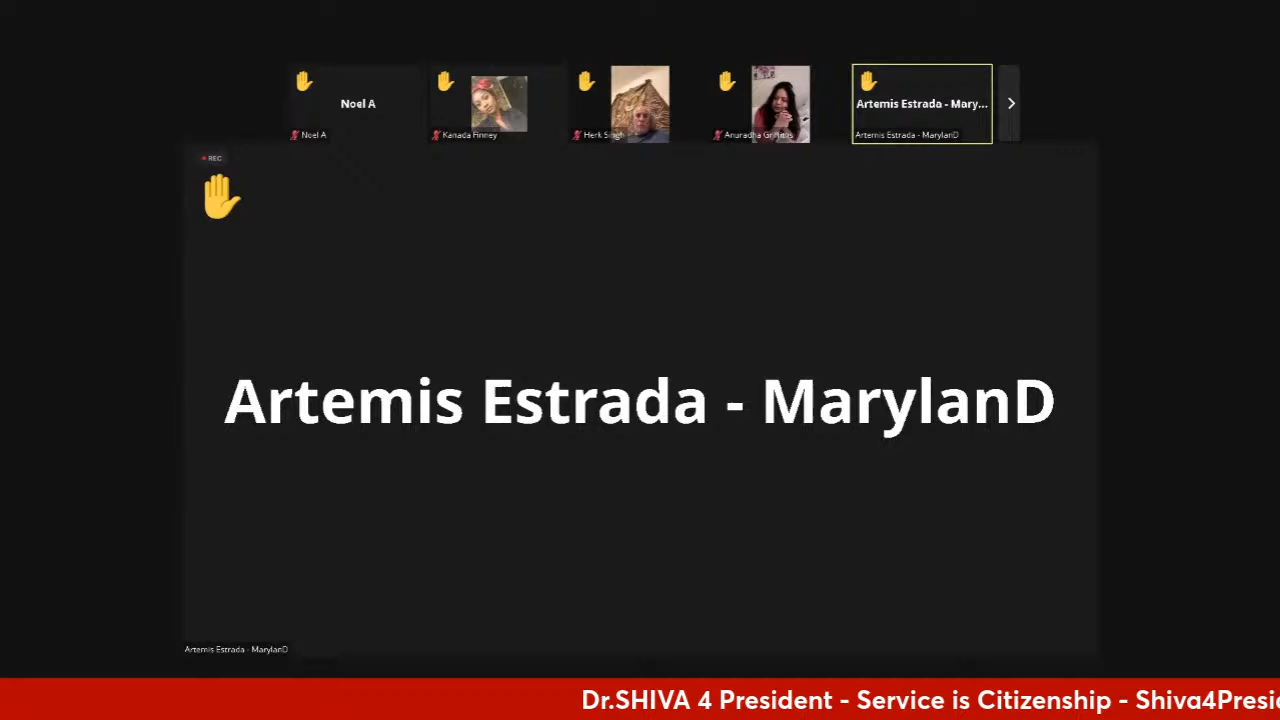 Noel A
Artemis Estrada - Mary...
Noel A
Kanada Finney
Herk Singh
Anuradha Griffiths
Artemis Estrada - MarylanD
REC
Artemis Estrada - MarylanD
Artemis Estrada - MarylanD
Dr.SHIVA 4 President - Service is Citizenship - Shiva4Presi